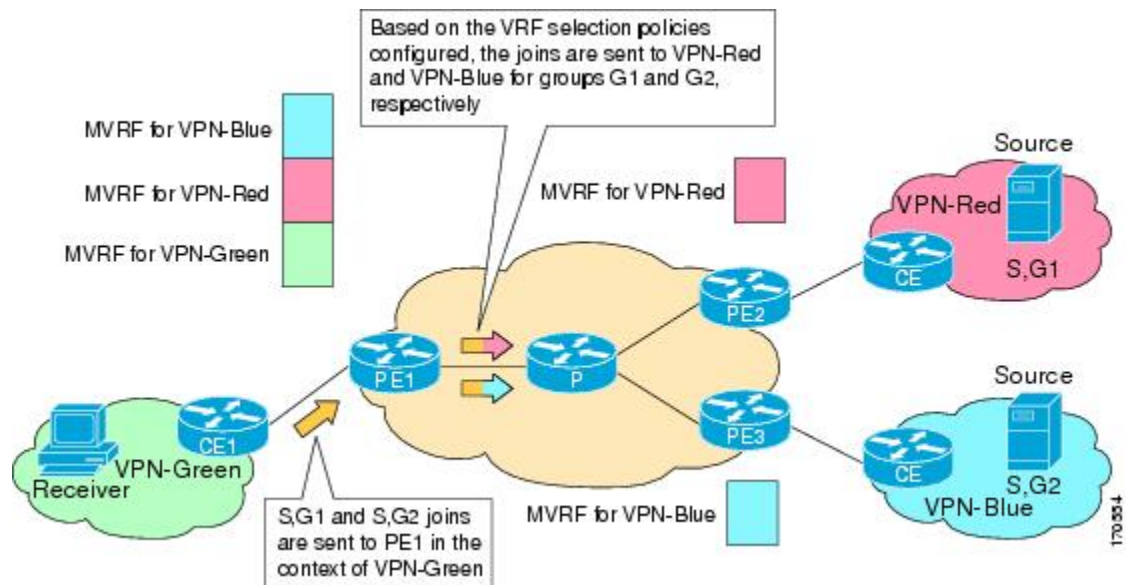 Based on the VRF selection policies
configured, the joins are sent to VPN-Red
and VPN-Blue for groups G1 and G2,
respectively
MVRF for VPN-Blue
MVRF for VPN-Red
MVRF for VPN-Green
MVRF for VPN-Red
Source
VPN-Red
CE
S,G1
PE2
PE1
P
PE3
Source
CE
S,G2
VPN-Blue
CE1
VPN-Green
Receiver
S,G1 and S,G2 joins
are sent to PE1 in the
context of VPN-Green
MVRF for VPN-Blue
170554